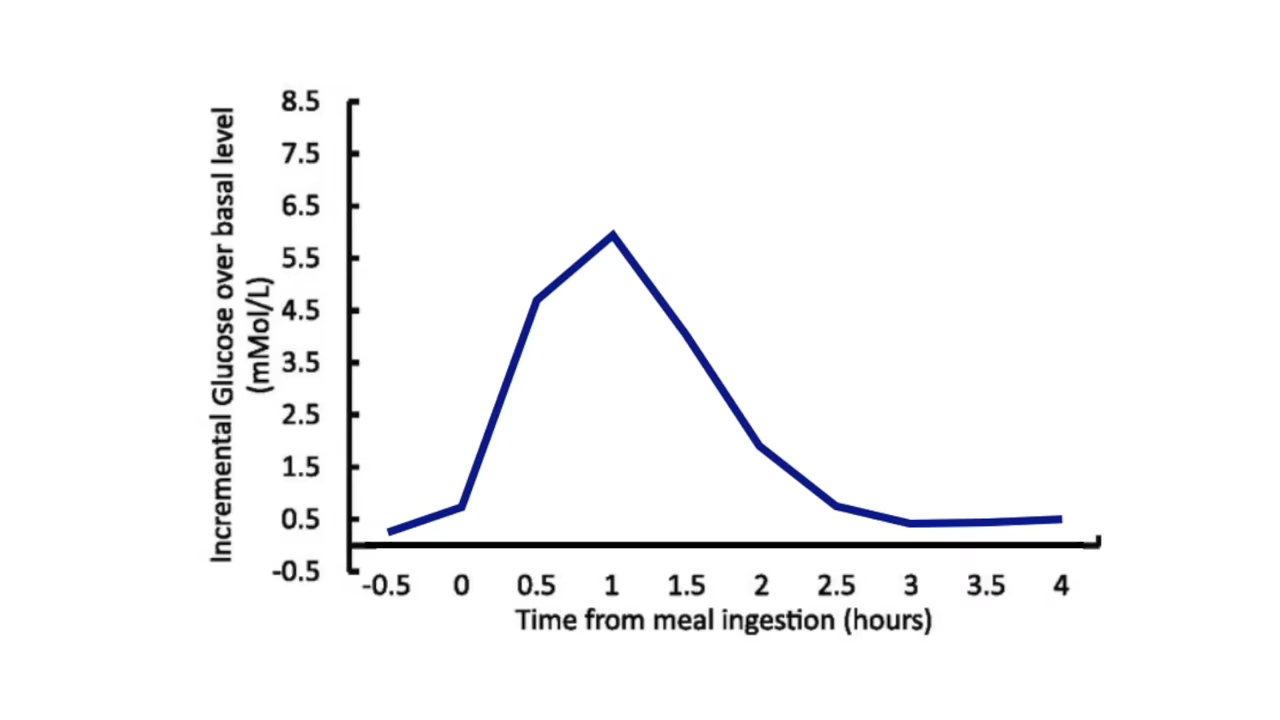 Incremental Glucose over basal level
(mMol/L)
8.5
7.5
6.5
5.5
4.5
3.5
2.5
1.5
0.5
-0.5
-0.5 0 0.5 1 1.5 2 2.5 3 3.5 4
Time from meal ingestion (hours)